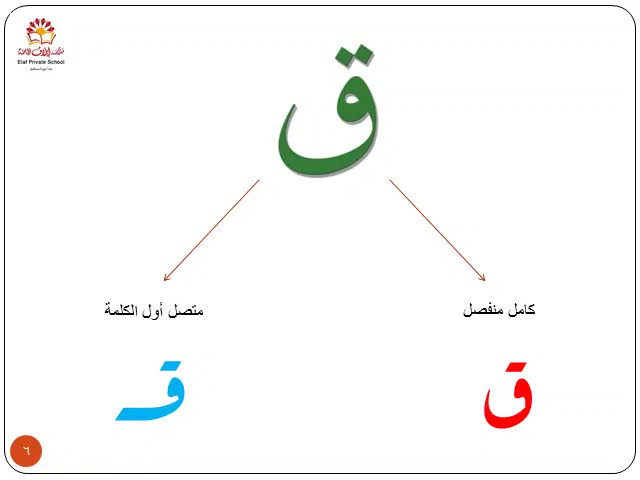 Elaf Private School
ق
كامل منفصل
متصل أول الكلمة
ق
قـ
٦